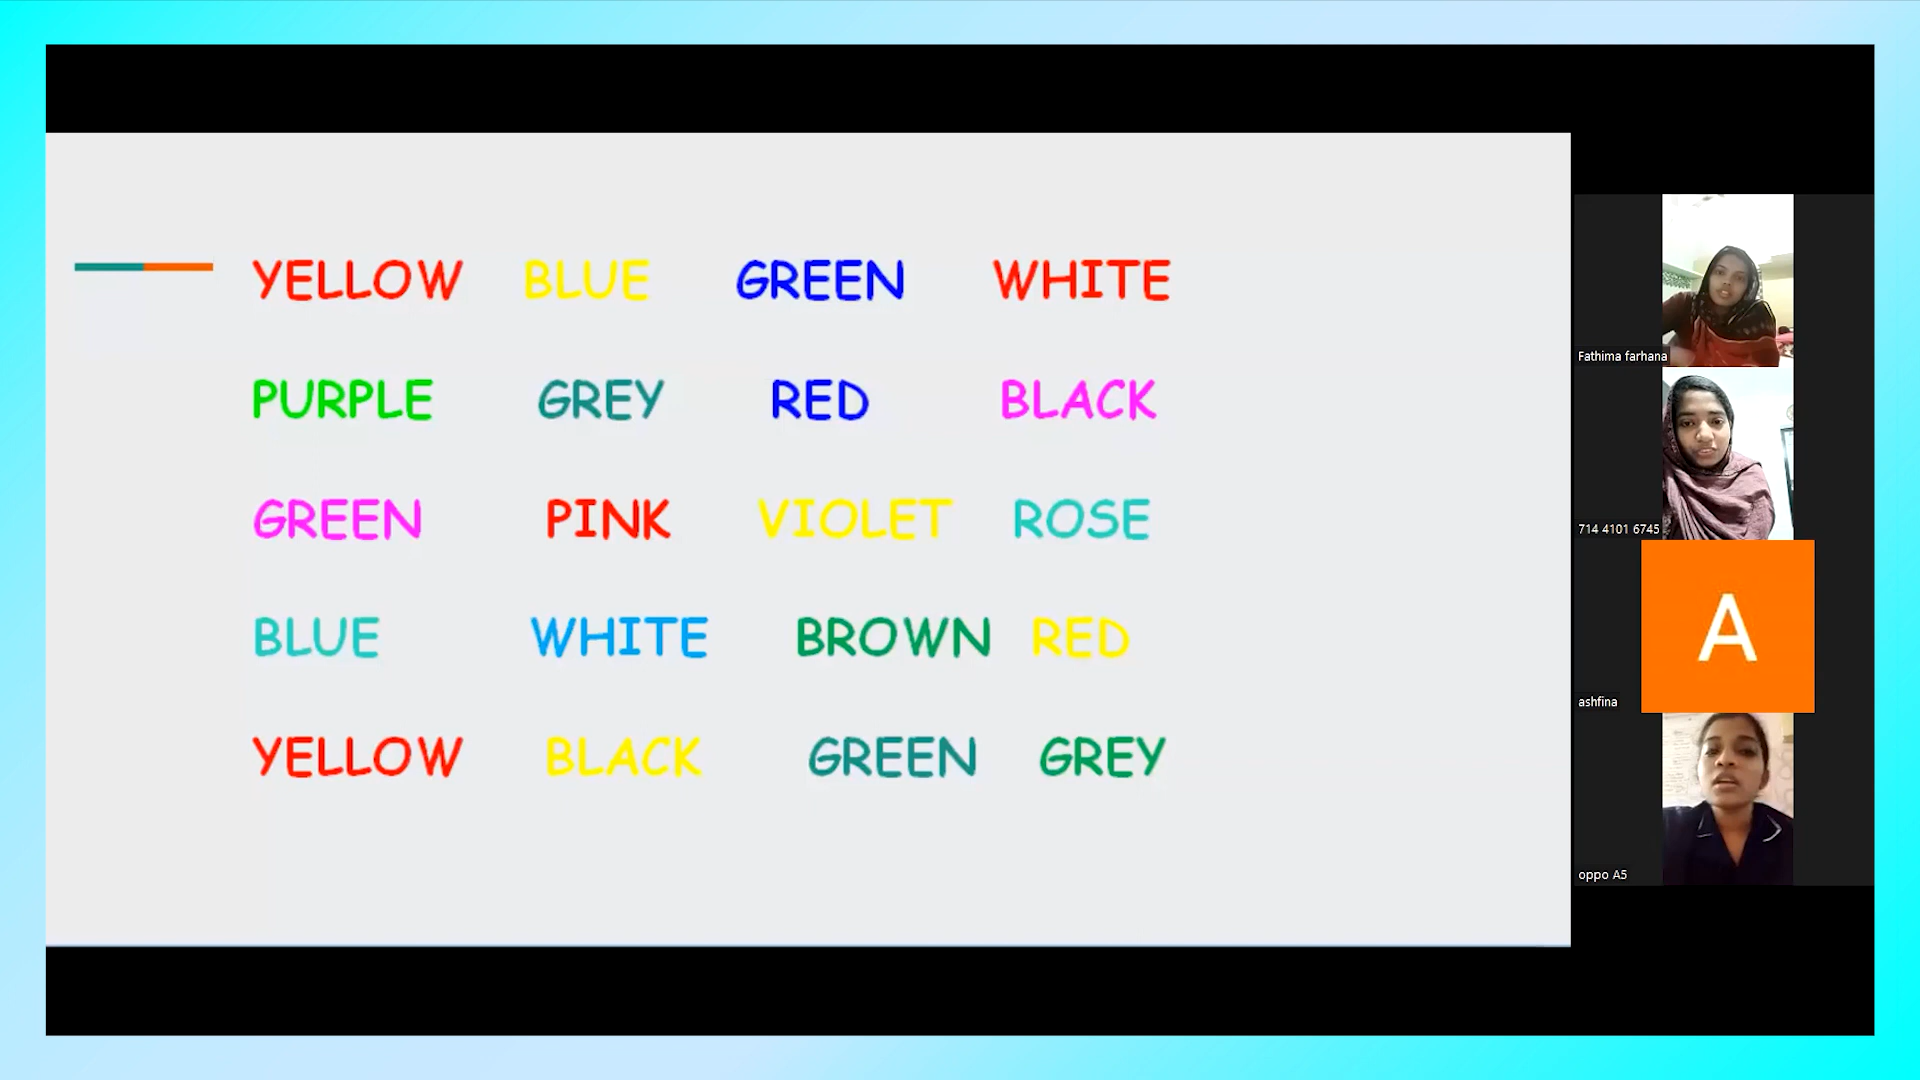 YELLOW BLUE GREEN WHITE
PURPLE GREY RED BLACK
GREEN PINK VIOLET ROSE
BLUE WHITE BROWN RED
YELLOW BLACK GREEN GREY
Fathima farhana
714 4101 6745
A
ashfina
oppo A5